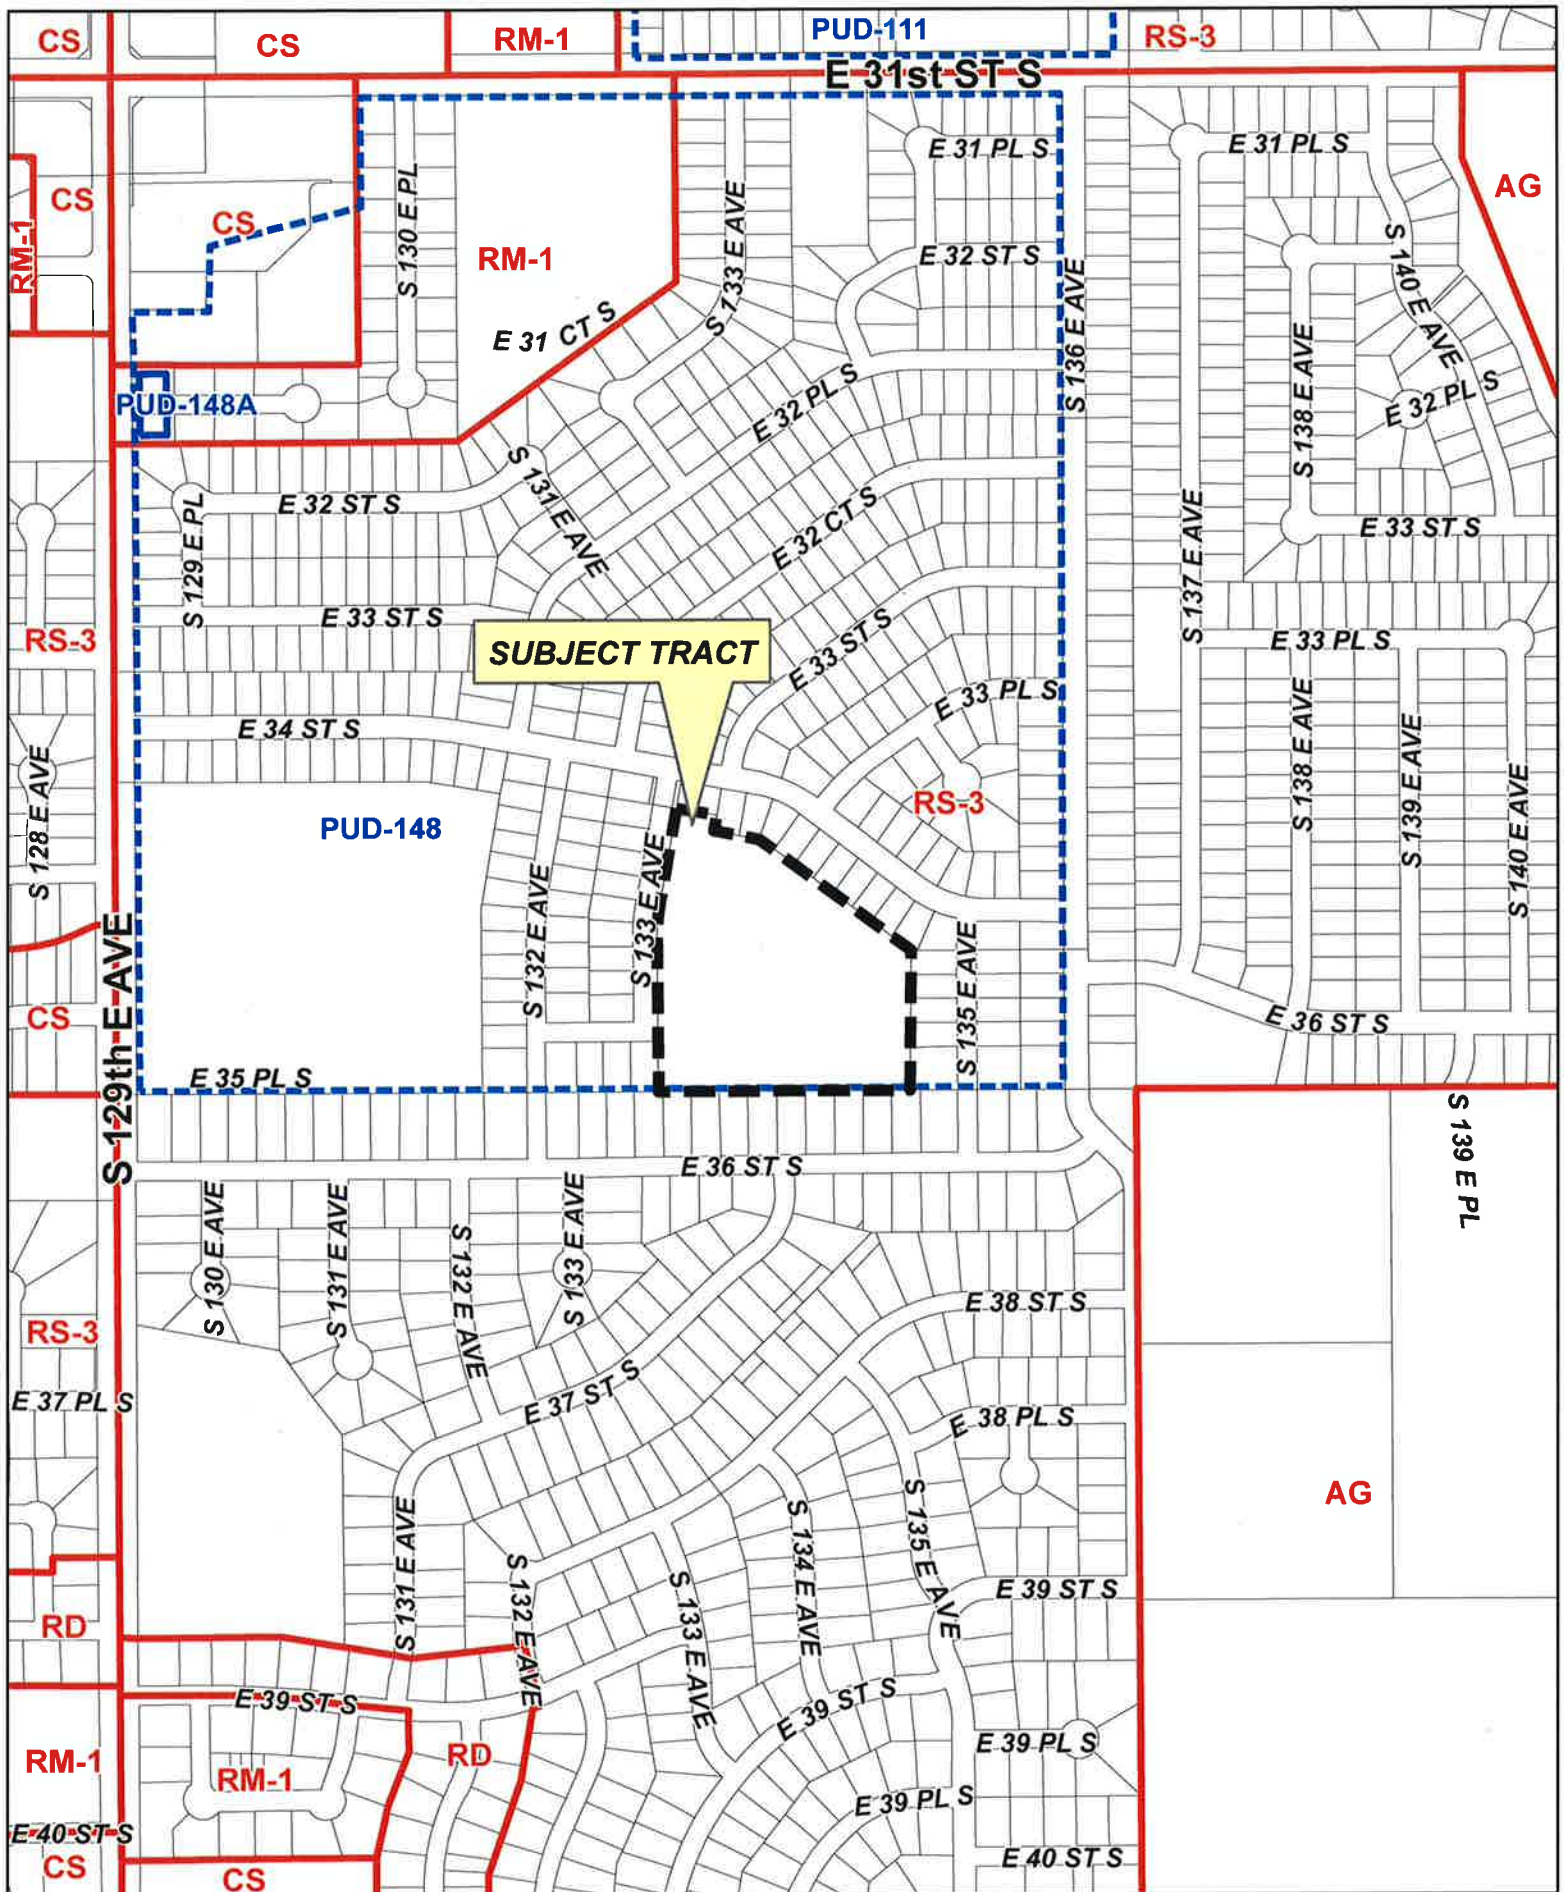 CS
CS
RM-1
PUD-111
RS-3
E 31st ST S
E 31 PL S
E 31 PL S
AG
CS
CS
RM-1
S 130 E PL
RM-1
S 133 E AVE
E 32 ST S
S 136 E AVE
S 140 E AVE
E 31 CT S
S 138 E AVE
E 32 PL S
E 32 PL S
PUD-148A
S 131 E AVE
E 32 ST S
S 129 E PL
E 32 CT S
S 137 E AVE
E 33 ST S
E 33 ST S
RS-3
SUBJECT TRACT
E 33 ST S
E 33 PL S
E 33 PL S
E 34 ST S
S 128 E AVE
PUD-148
RS-3
S 138 E AVE
S 139 E AVE
S 140 E AVE
S 133 E AVE
S 132 E AVE
S 135 E AVE
S 129th E AVE
CS
E 36 ST S
E 35 PL S
S 139 E PL
E 36 ST S
S 130 E AVE
S 131 E AVE
S 132 E AVE
S 133 E AVE
E 38 ST S
RS-3
E 37 PL S
E 37 ST S
E 38 PL S
AG
S 131 E AVE
S 132 E AVE
S 133 E AVE
S 134 E AVE
S 135 E AVE
E 39 ST S
RD
E 39 ST S
E 39 ST S
E 39 PL S
RM-1
RM-1
RD
E 39 PL S
E 40 ST S
E 40 ST S
CS
CS